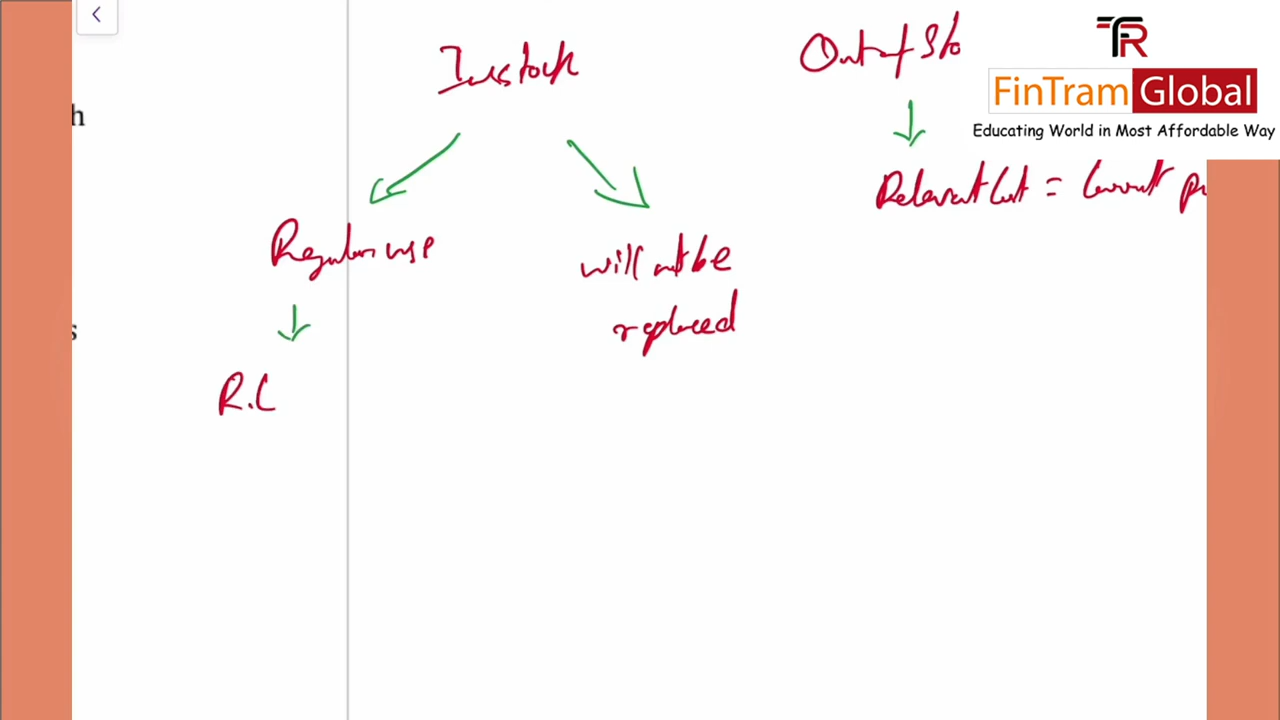 h
In stock
Out of Sto
FinTram Global
Educating World in Most Affordable Way
Relevant Cost = Current p
Regular use
will not be
replaced
s
R.C